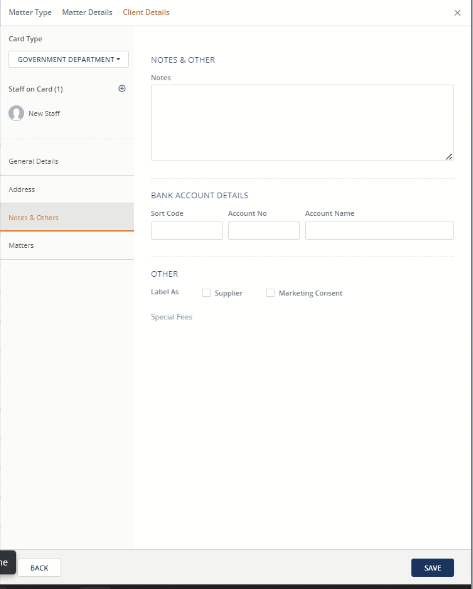 Matter Type Matter Details Client Details
Card Type
GOVERNMENT DEPARTMENT
Staff on Card (1)
New Staff
General Details
Address
Notes & Others
Matters
NOTES & OTHER
Notes
BANK ACCOUNT DETAILS
Sort Code Account No Account Name
OTHER
Label As Supplier Marketing Consent
Special Fees
BACK SAVE